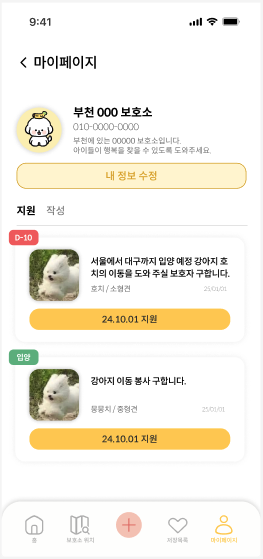 9:41
마이페이지
부천 000 보호소
010-0000-0000
부천에 있는 00000 보호소입니다.
아이들이 행복을 찾을 수 있도록 도와주세요.
내 정보 수정
지원 작성
D-10
서울에서 대구까지 입양 예정 강아지 호
치의 이동을 도와 주실 보호자 구합니다.
호치 / 소형견
25/01/01
24.10.01 지원
입양
강아지 이동 봉사 구합니다.
뭉뭉치 / 중형견
25/01/01
24.10.01 지원
홈
보호소 위치
저장목록
마이페이지